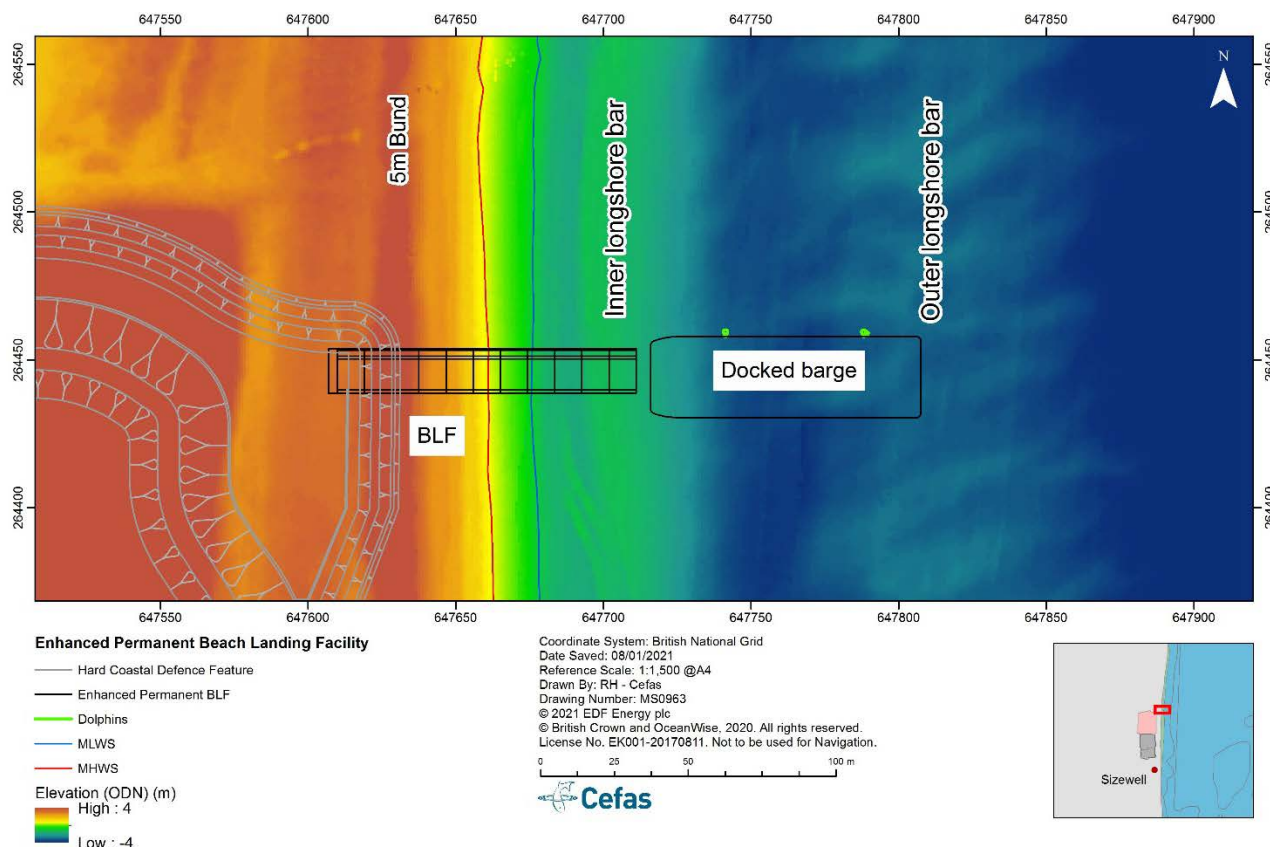 647550 647600 647650 647700 647750 647800 647850 647900
264550 264550
N
5m Bund
Inner longshore bar
Outer longshore bar
264500 264500
264450 264450
Docked barge
BLF
264400 264400
647550 647600 647650 647700 647750 647800 647850 647900
Enhanced Permanent Beach Landing Facility
Hard Coastal Defence Feature
Enhanced Permanent BLF
Dolphins
MLWS
MHWS
Elevation (ODN) (m)
High : 4
Low : -4
Coordinate System: British National Grid
Date Saved: 08/01/2021
Reference Scale: 1:1,500 @A4
Drawn By: RH - Cefas
Drawing Number: MS0963
© 2021 EDF Energy plc
© British Crown and OceanWise, 2020. All rights reserved.
License No. EK001-20170811. Not to be used for Navigation.
0 25 50 100 m
Cefas
Sizewell